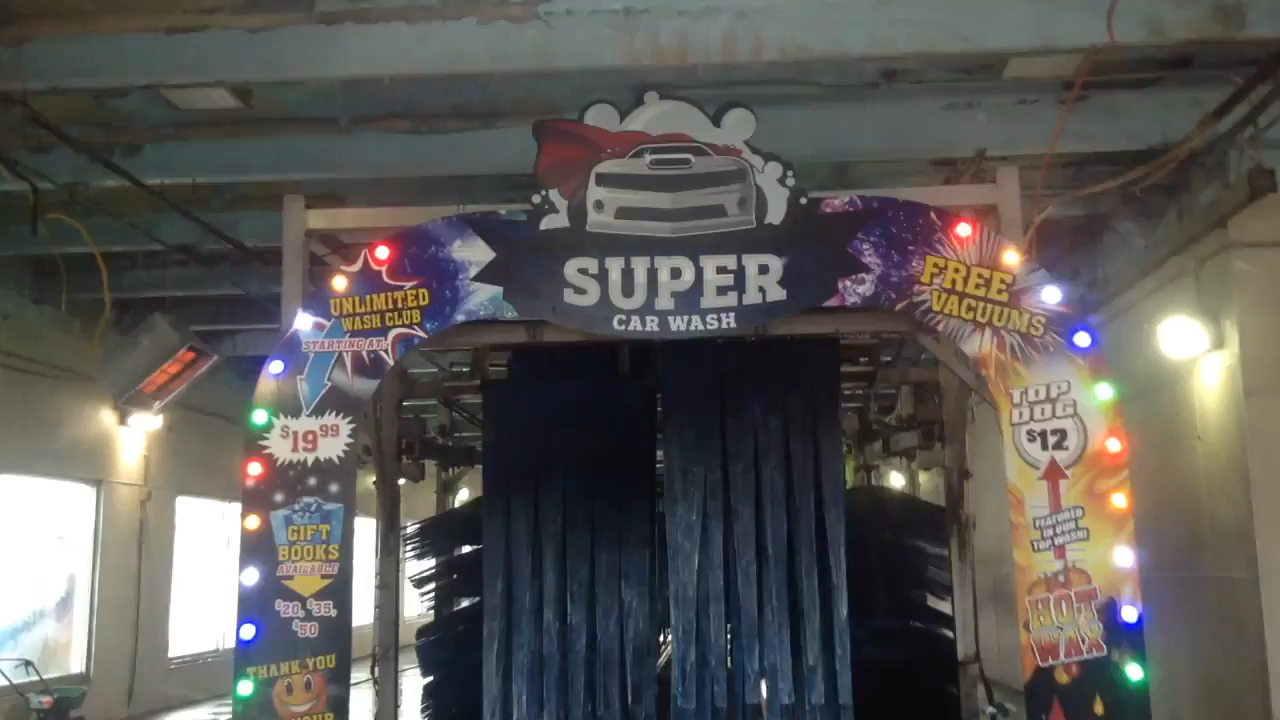 SUPER
CAR WASH
UNLIMITED
WASH CLUB
STARTING AT:
$19.99
GIFT
BOOKS
AVAILABLE
$20, $35,
$50
THANK YOU
YOUR
FREE
VACUUMS
TOP
DOG
$12
FEATURED
IN OUR
TOP WASH!
HOT
WAX